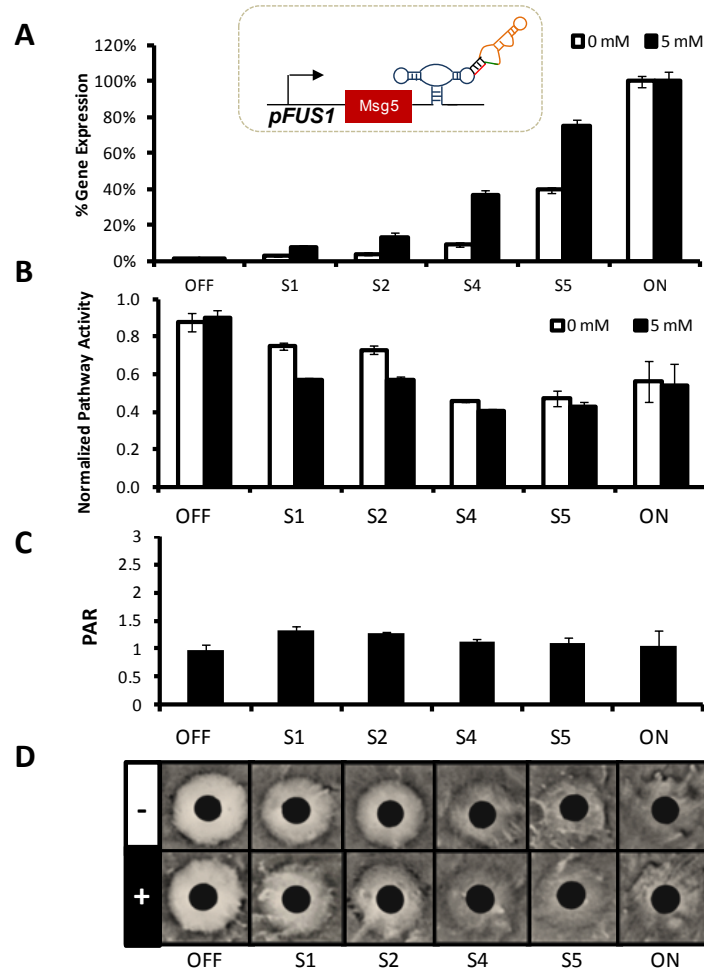 A
0 mM 5 mM
% Gene Expression
120%
100%
80%
60%
40%
20%
0%
pFUS1 Msg5
OFF S1 S2 S4 S5 ON
B
0 mM 5 mM
Normalized Pathway Activity
1.0
0.8
0.6
0.4
0.2
0.0
OFF S1 S2 S4 S5 ON
C
PAR
3
2.5
2
1.5
1
0.5
0
OFF S1 S2 S4 S5 ON
D
-
+
OFF S1 S2 S4 S5 ON